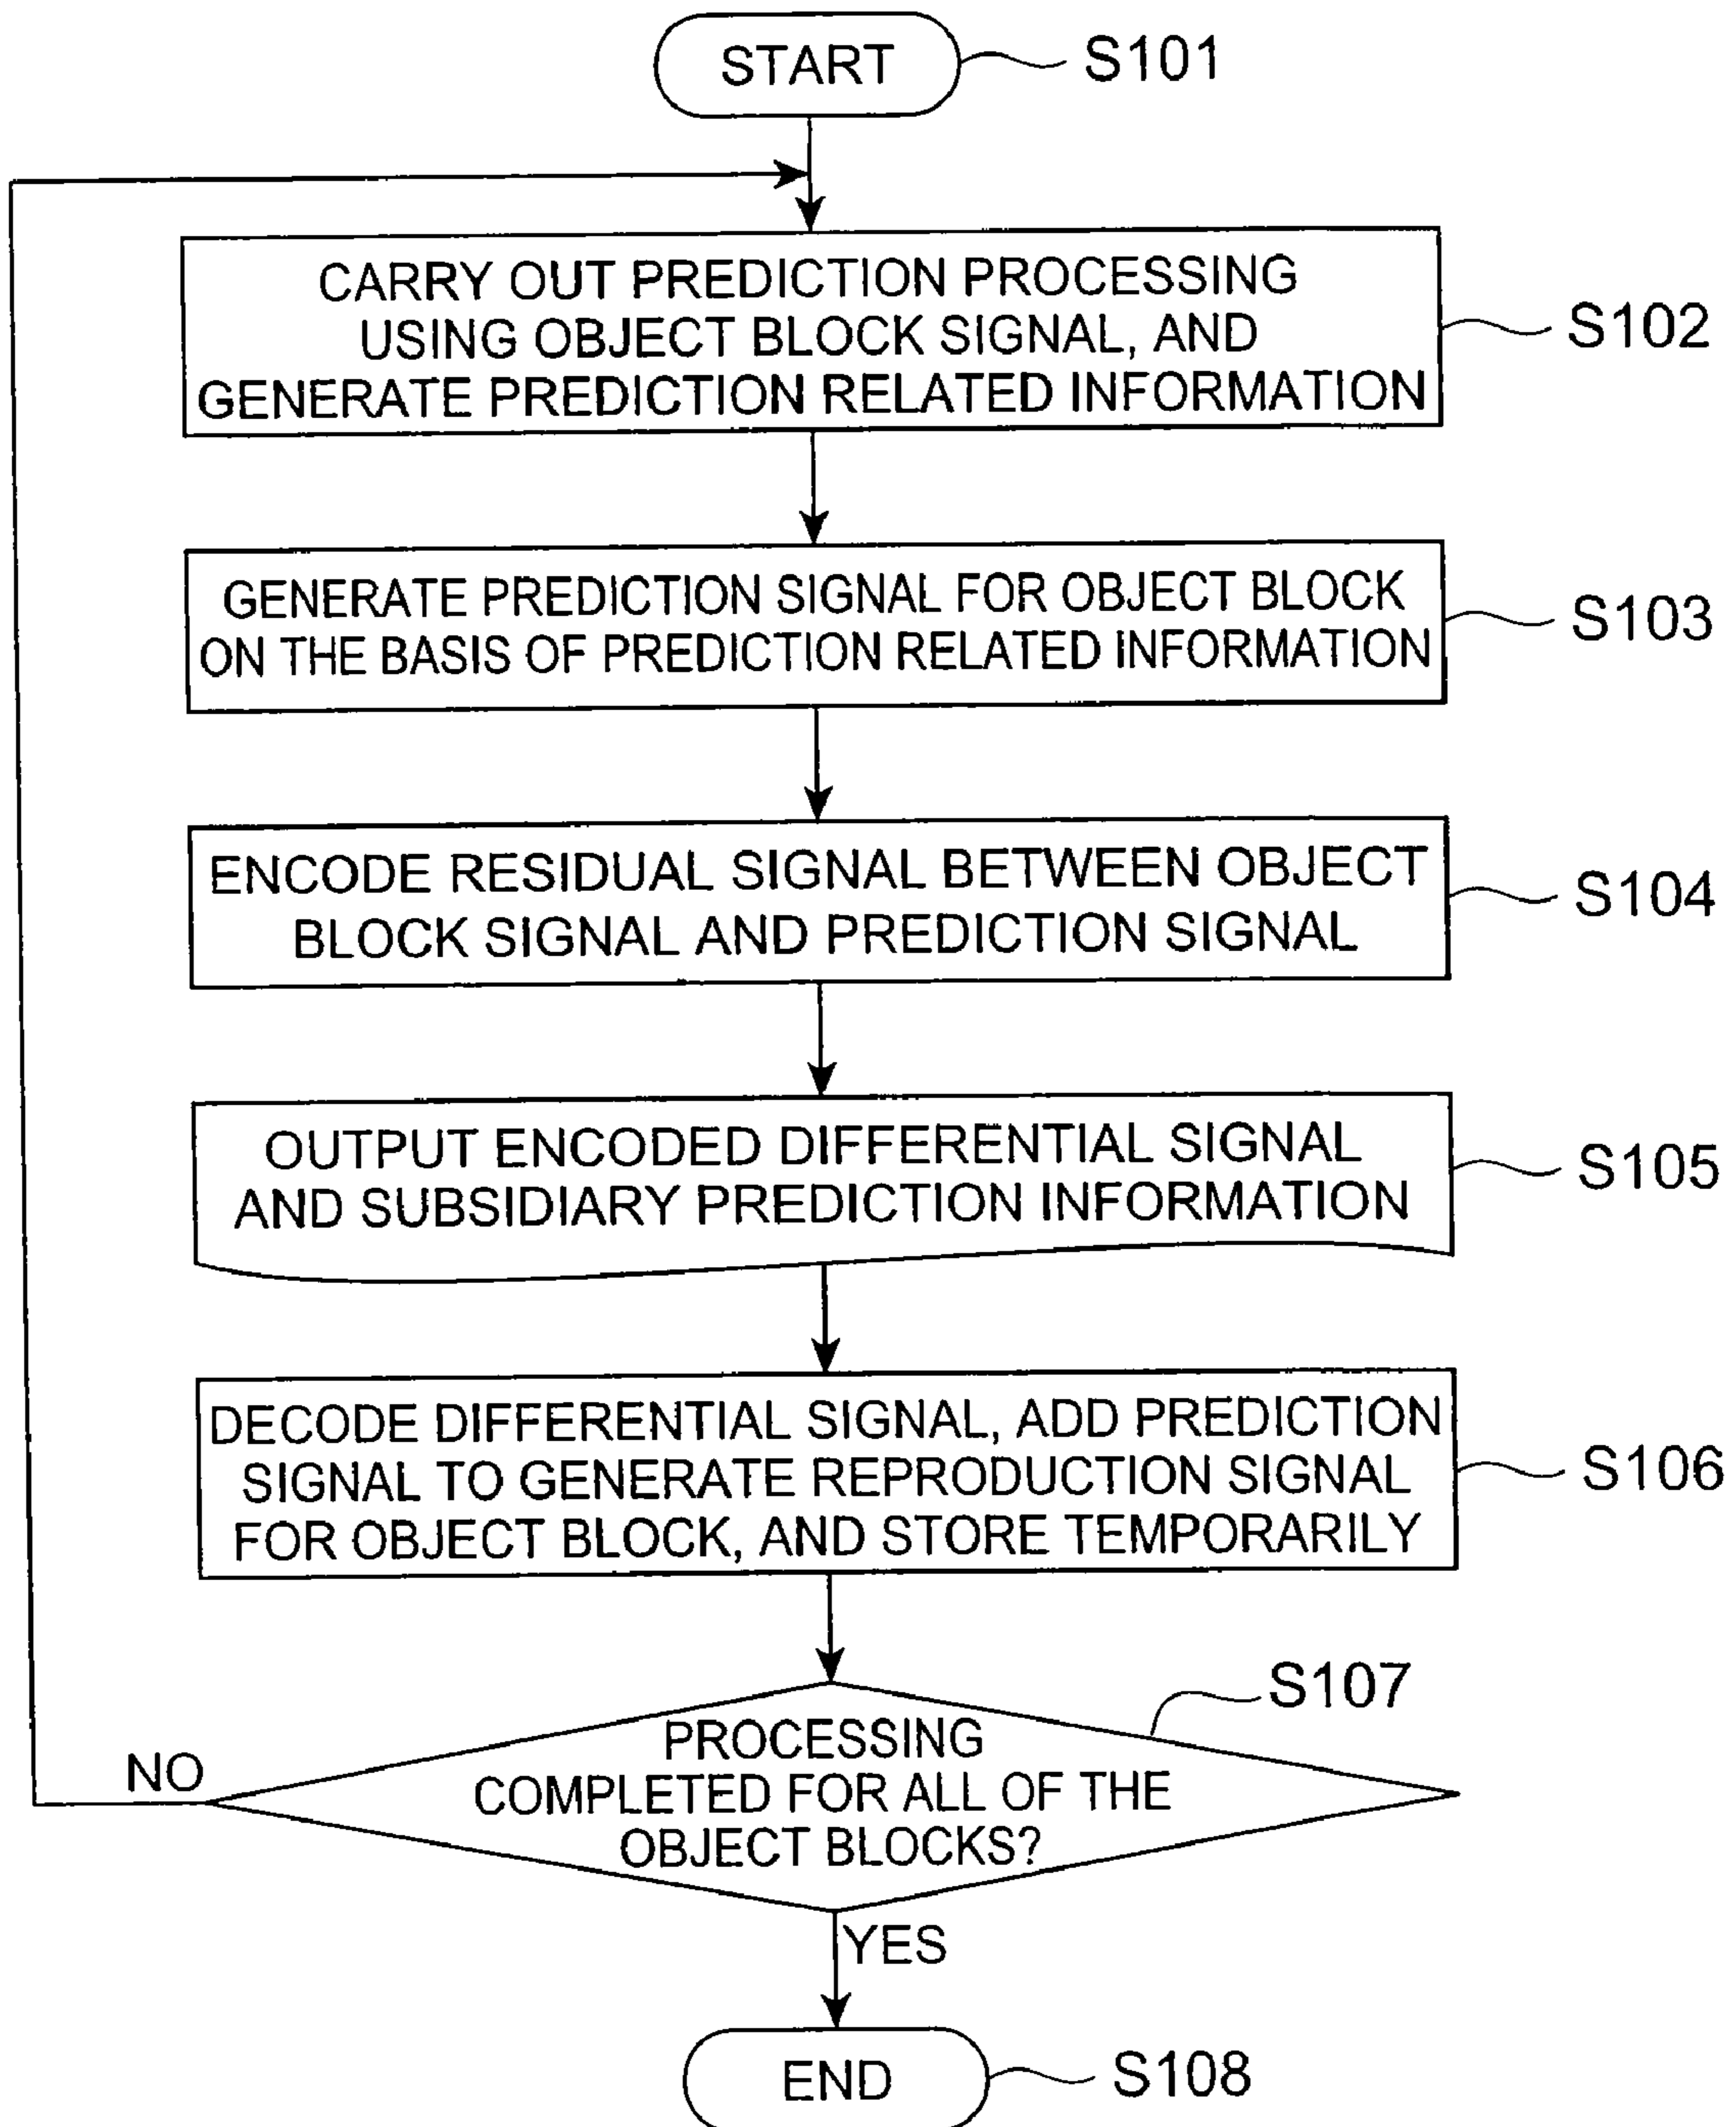 START
S101
CARRY OUT PREDICTION PROCESSING
USING OBJECT BLOCK SIGNAL, AND
GENERATE PREDICTION RELATED INFORMATION
S102
GENERATE PREDICTION SIGNAL FOR OBJECT BLOCK
ON THE BASIS OF PREDICTION RELATED INFORMATION
S103
ENCODE RESIDUAL SIGNAL BETWEEN OBJECT
BLOCK SIGNAL AND PREDICTION SIGNAL
S104
OUTPUT ENCODED DIFFERENTIAL SIGNAL
AND SUBSIDIARY PREDICTION INFORMATION
S105
DECODE DIFFERENTIAL SIGNAL, ADD PREDICTION
SIGNAL TO GENERATE REPRODUCTION SIGNAL
FOR OBJECT BLOCK, AND STORE TEMPORARILY
S106
S107
PROCESSING
COMPLETED FOR ALL OF THE
OBJECT BLOCKS?
NO
YES
END
S108